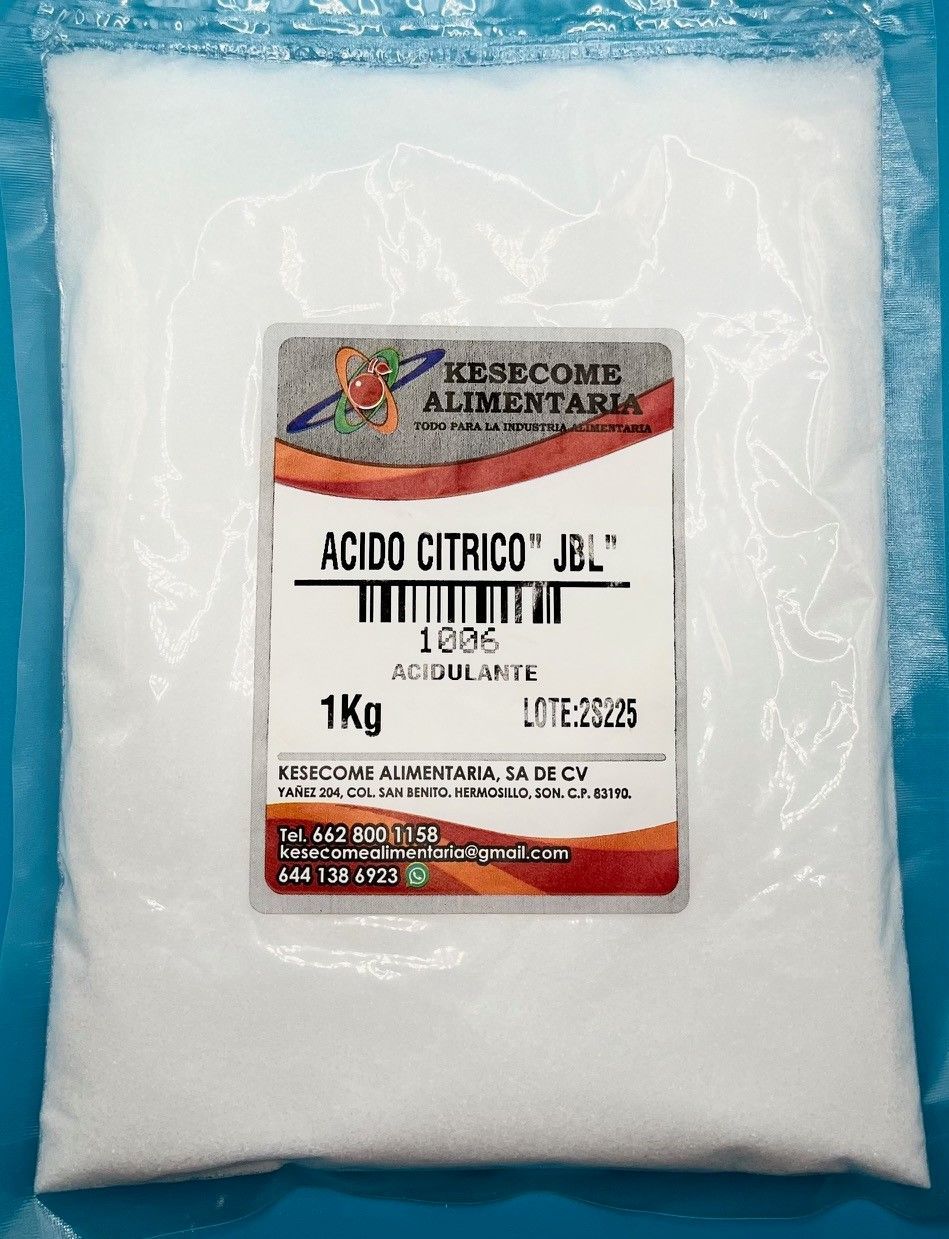 KESECOME
ALIMENTARIA
TODO PARA LA INDUSTRIA ALIMENTARIA
ACIDO CITRICO" JBL"
1006
ACIDULANTE
1Kg
LOTE:2S225
KESECOME ALIMENTARIA, SA DE CV
YAÑEZ 204, COL. SAN BENITO. HERMOSILLO, SON. C.P. 83190.
Tel. 662 800 1158
kesecomealimentaria@gmail.com
644 138 6923